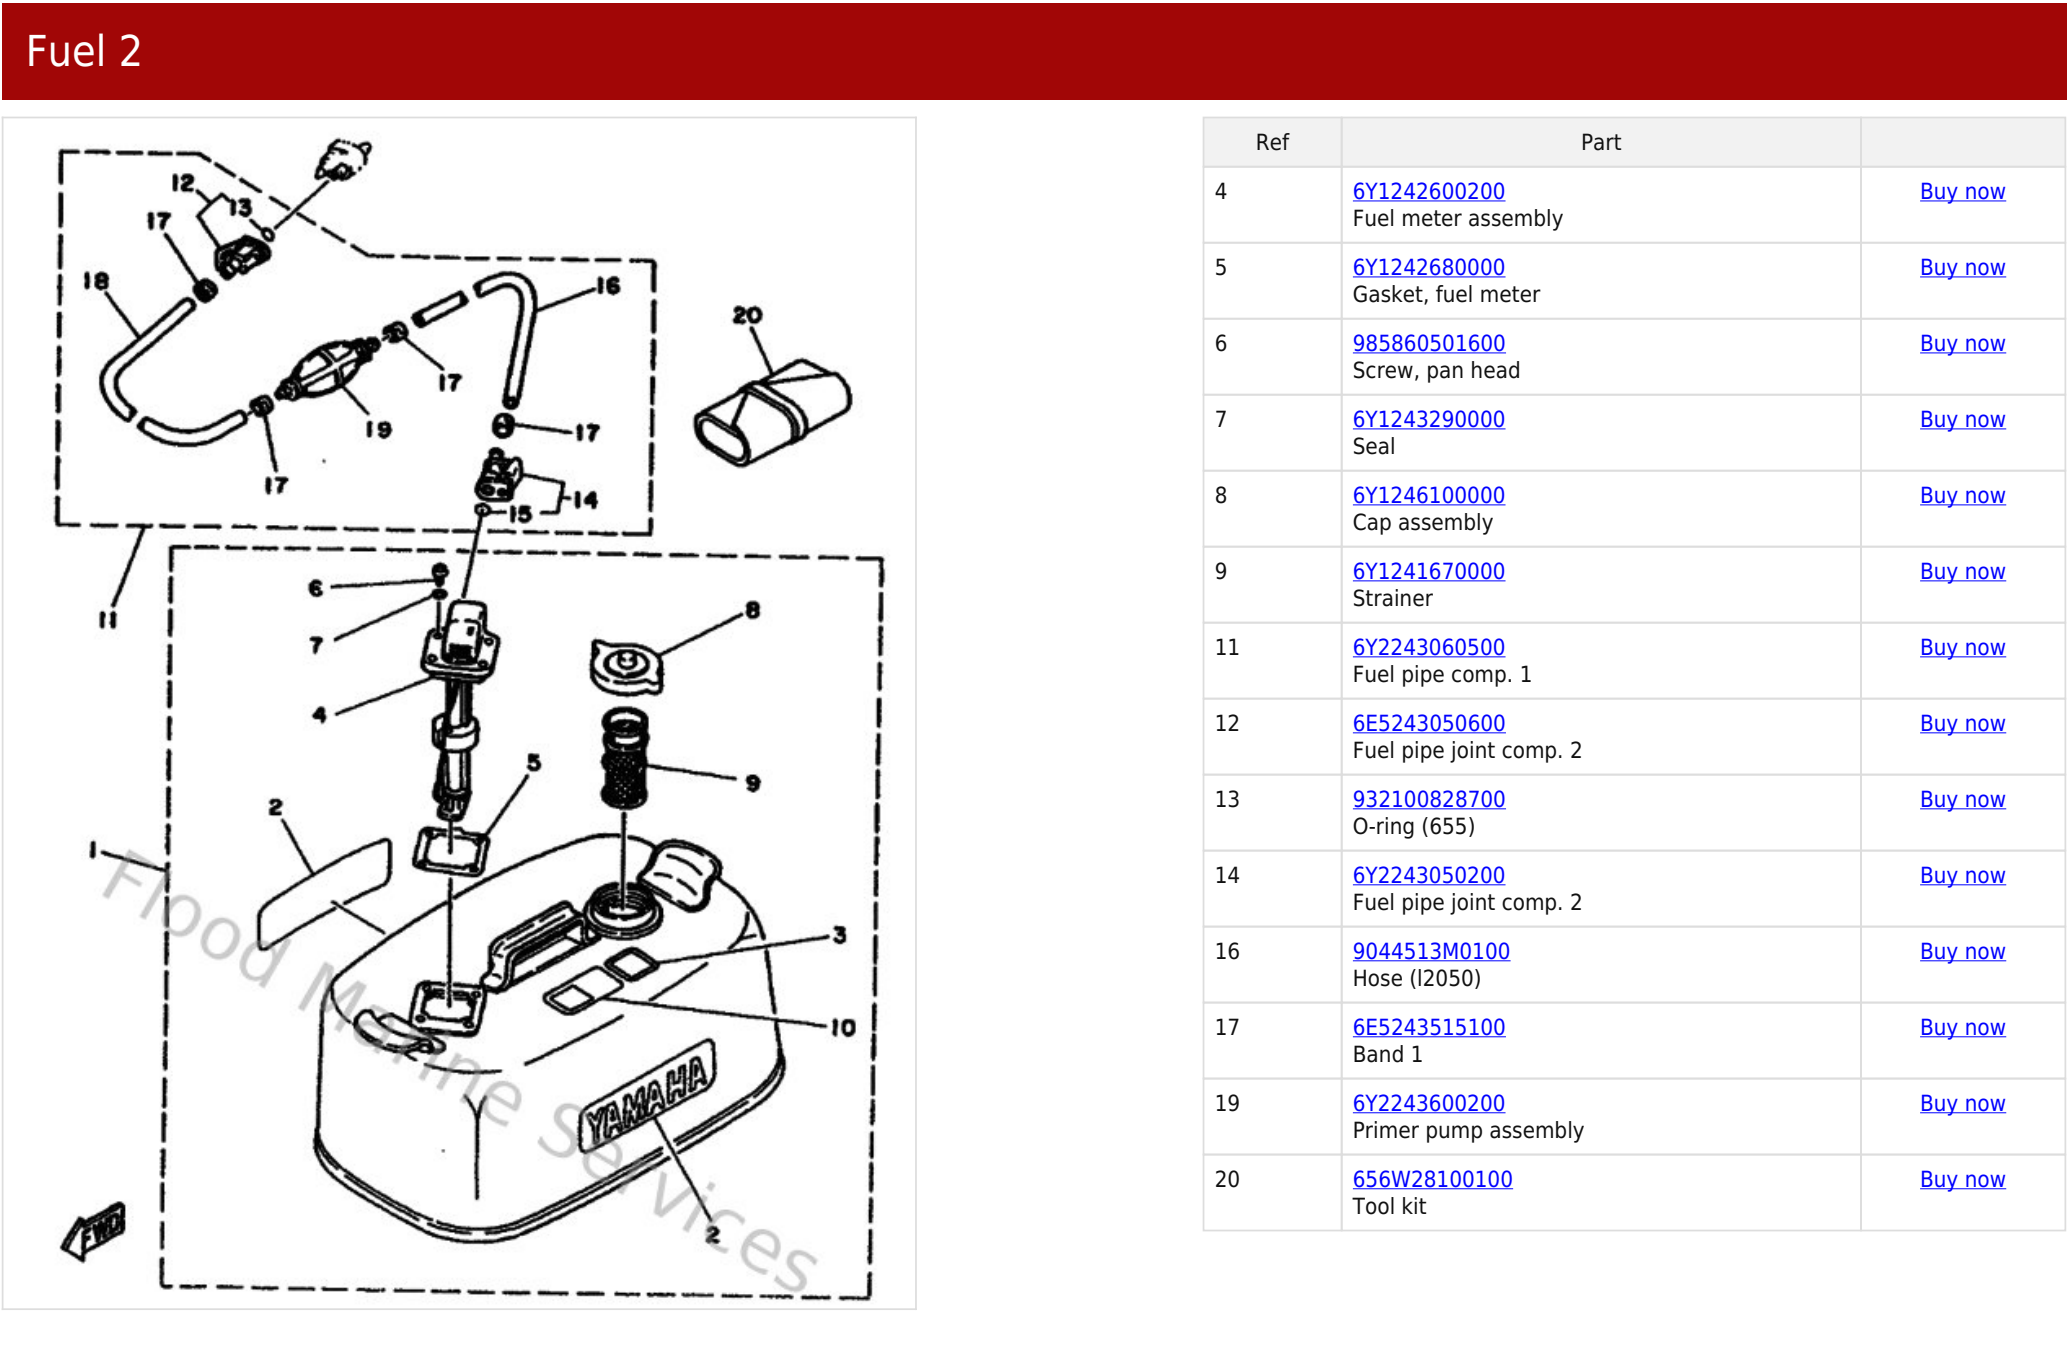 Fuel 2
12
13
17
18
16
20
17
19
17
17
14
15
6
11
7
8
4
5
9
2
1
3
10
YAMAHA
2
FWD
Flood Marine Services
Ref Part
4 6Y1242600200 Buy now
Fuel meter assembly
5 6Y1242680000 Buy now
Gasket, fuel meter
6 985860501600 Buy now
Screw, pan head
7 6Y1243290000 Buy now
Seal
8 6Y1246100000 Buy now
Cap assembly
9 6Y1241670000 Buy now
Strainer
11 6Y2243060500 Buy now
Fuel pipe comp. 1
12 6E5243050600 Buy now
Fuel pipe joint comp. 2
13 932100828700 Buy now
O-ring (655)
14 6Y2243050200 Buy now
Fuel pipe joint comp. 2
16 9044513M0100 Buy now
Hose (l2050)
17 6E5243515100 Buy now
Band 1
19 6Y2243600200 Buy now
Primer pump assembly
20 656W28100100 Buy now
Tool kit